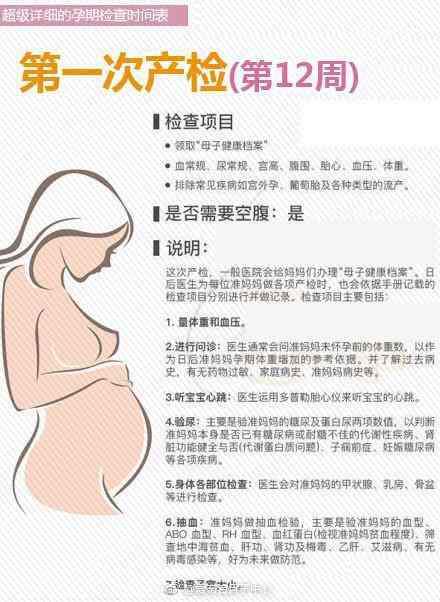 超级详细的孕期检查时间表
第一次产检(第12周)
检查项目
• 领取“母子健康档案”
• 血常规、尿常规、宫高、腹围、胎心、血压、体重。
• 排除常见疾病如宫外孕、葡萄胎及各种类型的流产。
是否需要空腹：是
说明：
这次产检，一般医院会给妈妈们办理“母子健康档案”。日
后医生为每位准妈妈做各项产检时，也会依据手册记载的
检查项目分别进行并做记录。检查项目主要包括：
1. 量体重和血压。
2.进行问诊：医生通常会问准妈妈未怀孕前的体重数，以作
为日后准妈妈孕期体重增加的参考依据。并了解过去病
史，有无药物过敏、家庭病史、准妈妈病史等。
3.听宝宝心跳：医生运用多普勒胎心仪来听宝宝的心跳。
4.验尿：主要是验准妈妈的糖尿及蛋白尿两项数值，以判断
准妈妈本身是否已有糖尿病或耐糖不佳的代谢性疾病、肾
脏功能健全与否(代谢蛋白质问题)、子痫前症、妊娠糖尿病
等各项疾病。
5.身体各部位检查：医生会对准妈妈的甲状腺、乳房、骨盆
等进行检查。
6.抽血：准妈妈做抽血检验，主要是验准妈妈的血型、
ABO 血型、RH 血型、血红蛋白(检视准妈妈贫血程度)、筛
查地中海贫血、肝功、肾功及梅毒、乙肝、艾滋病、有无
病毒感染等，好为未来做防范。
7.检查子宫大小